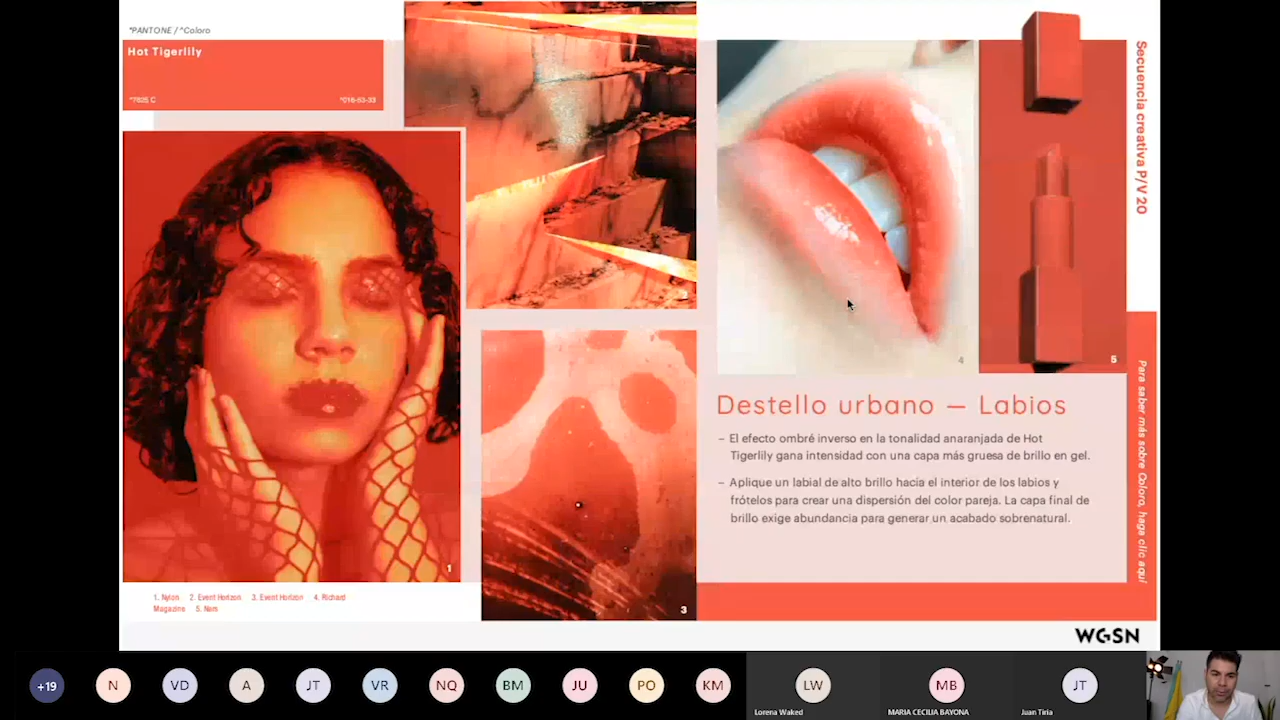 *PANTONE / ^Coloro
Hot Tigerlily
*7625 C
^016-53-33
1
2
3
4
5
1. Nylon 2. Event Horizon 3. Event Horizon 4. Richard
Magazine 5. Nars
Destello urbano — Labios
– El efecto ombré inverso en la tonalidad anaranjada de Hot
Tigerlily gana intensidad con una capa más gruesa de brillo en gel.
– Aplique un labial de alto brillo hacia el interior de los labios y
frótelos para crear una dispersión del color pareja. La capa final de
brillo exige abundancia para generar un acabado sobrenatural.
Secuencia creativa P/V 20
Para saber más sobre Coloro, haga clic aquí
WGSN
+19
N
VD
A
JT
VR
NQ
BM
JU
PO
KM
LW
Lorena Waked
MB
MARIA CECILIA BAYONA
JT
Juan Tiria